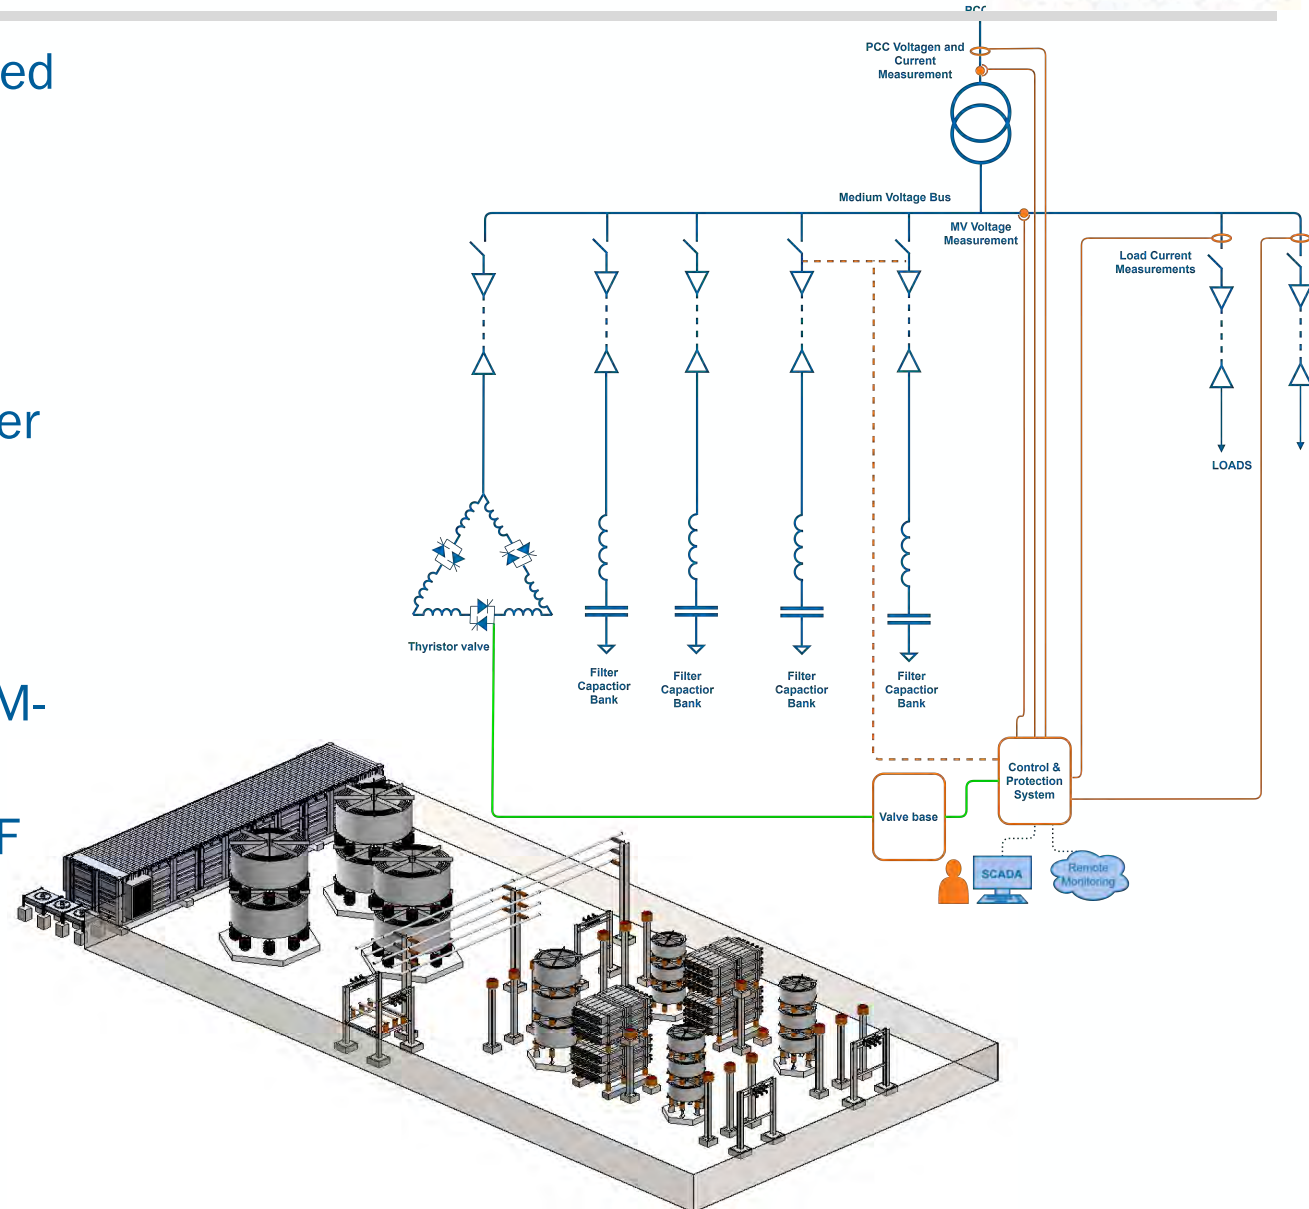 PCC
ed
er
M-
F
PCC Voltagen and
Current
Measurement
Medium Voltage Bus
MV Voltage
Measurement
Load Current
Measurements
LOADS
Thyristor valve
Filter
Capactior
Bank
Filter
Capactior
Bank
Filter
Capactior
Bank
Filter
Capactior
Bank
Control &
Protection
System
Valve base
SCADA
Remote
Monitoring